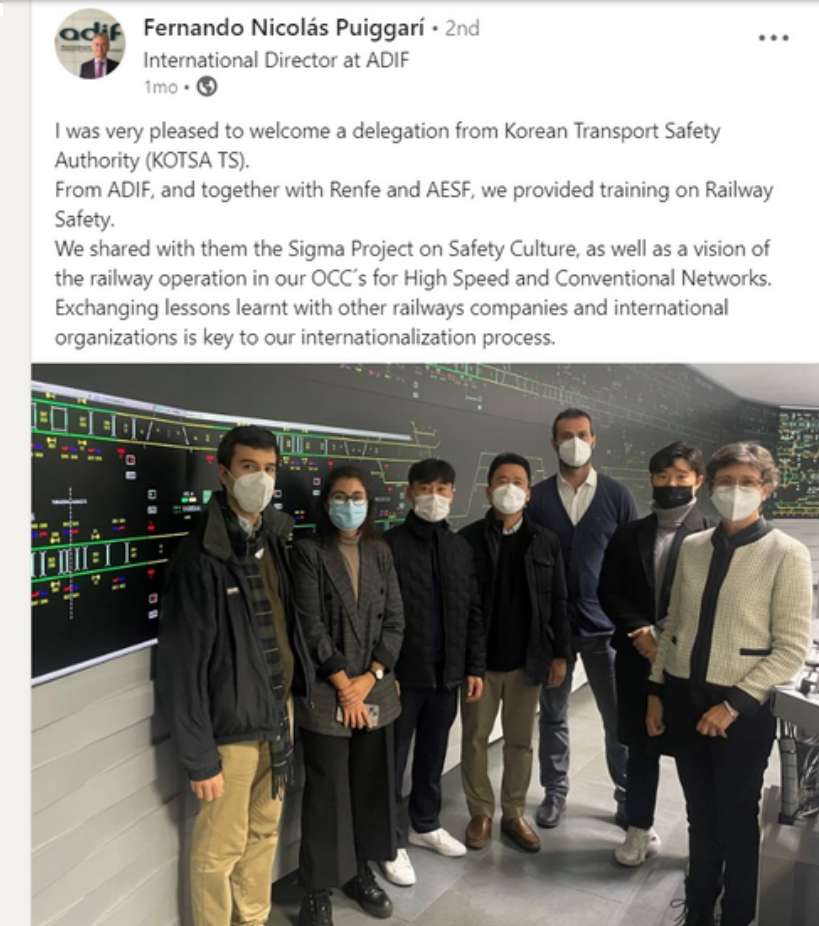 adif
Fernando Nicolás Puiggarí • 2nd
International Director at ADIF
1mo •
I was very pleased to welcome a delegation from Korean Transport Safety
Authority (KOTSA TS).
From ADIF, and together with Renfe and AESF, we provided training on Railway
Safety.
We shared with them the Sigma Project on Safety Culture, as well as a vision of
the railway operation in our OCC´s for High Speed and Conventional Networks.
Exchanging lessons learnt with other railways companies and international
organizations is key to our internationalization process.